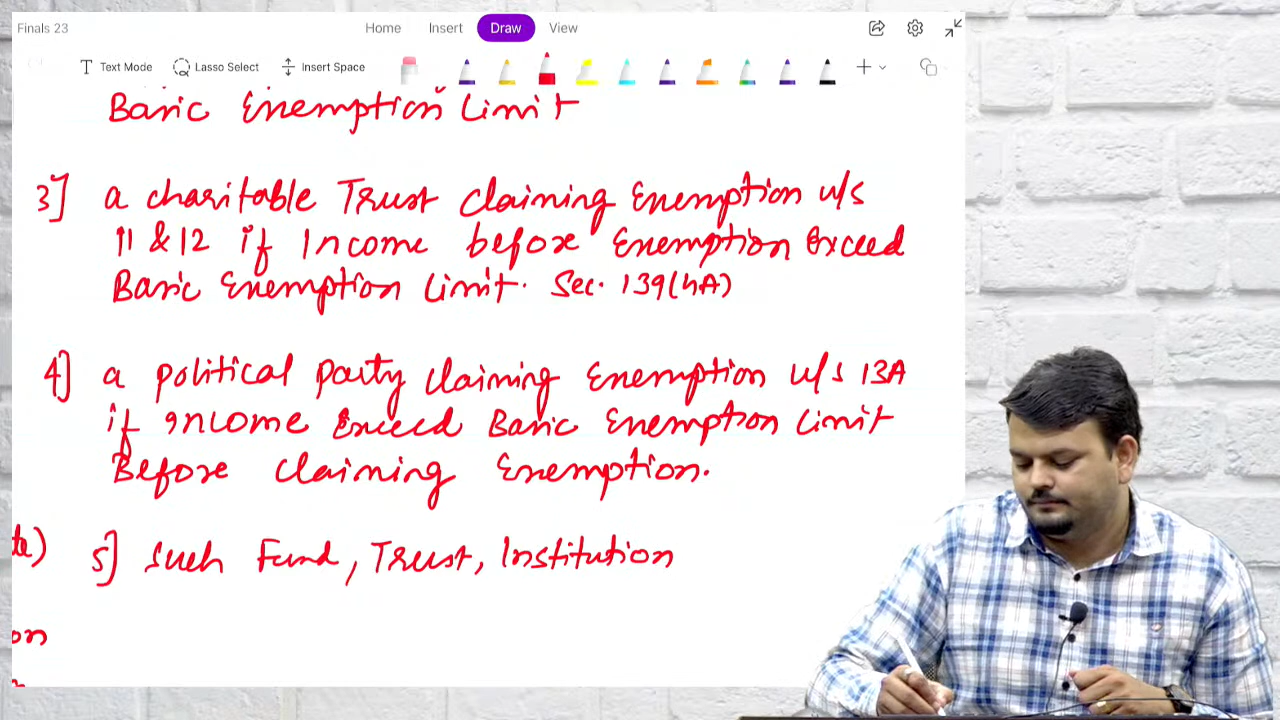 Finals 23
Home Insert Draw View
Text Mode Lasso Select Insert Space
Basic Exemption Limit
3] a charitable Trust claiming Exemption u/s
11 & 12 if Income before Exemption Exceed
Basic Exemption Limit. Sec. 139(4A)
4] a political party claiming Exemption u/s 13A
if income Exceed Basic Exemption Limit
Before claiming Exemption.
5] Such Fund, Trust, Institution
on